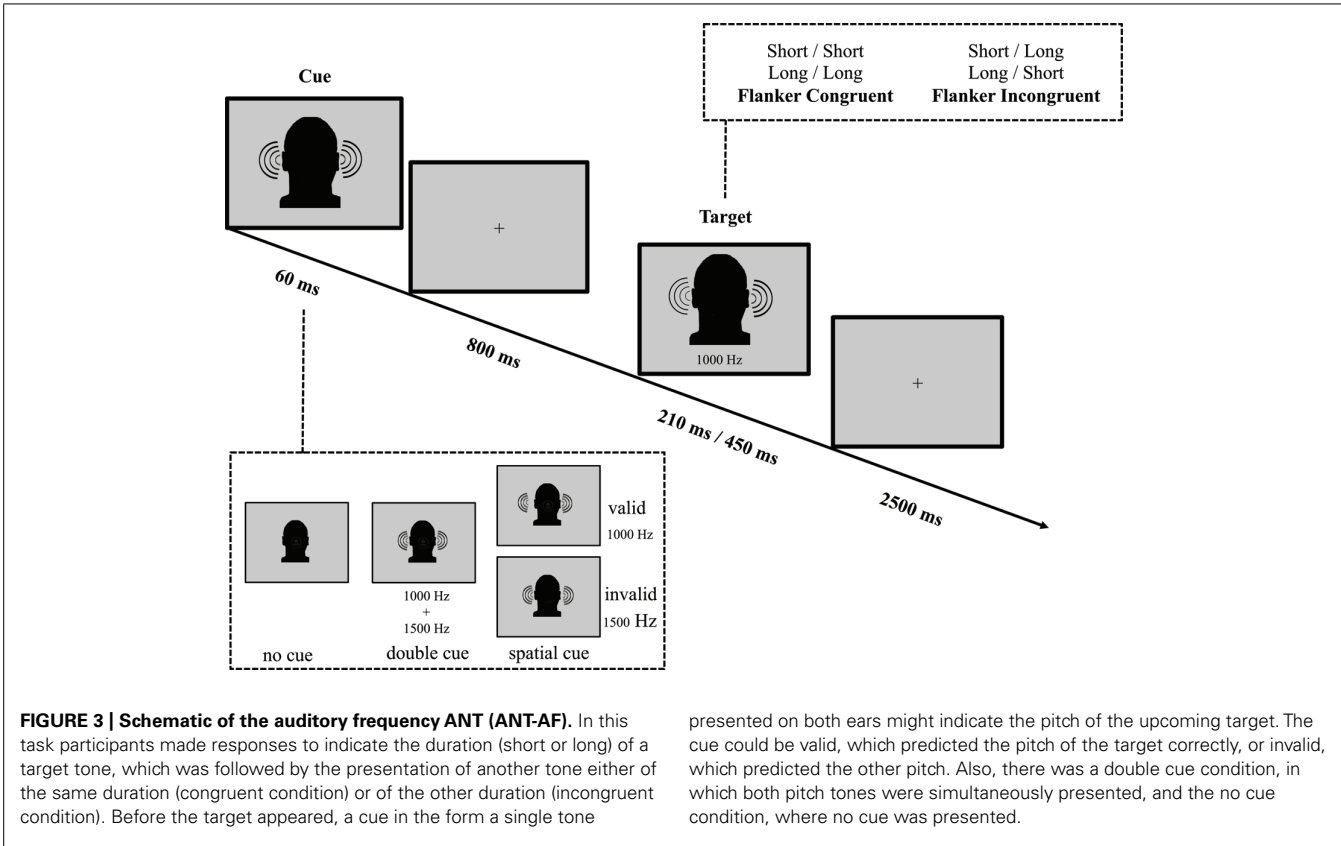 Short / Short
Long / Long
Flanker Congruent
Short / Long
Long / Short
Flanker Incongruent
Cue
+
Target
1000 Hz
+
60 ms
800 ms
210 ms / 450 ms
2500 ms
no cue
1000 Hz
+
1500 Hz
double cue
valid
1000 Hz
invalid
1500 Hz
spatial cue
FIGURE 3 | Schematic of the auditory frequency ANT (ANT-AF). In this
task participants made responses to indicate the duration (short or long) of a
target tone, which was followed by the presentation of another tone either of
the same duration (congruent condition) or of the other duration (incongruent
condition). Before the target appeared, a cue in the form a single tone
presented on both ears might indicate the pitch of the upcoming target. The
cue could be valid, which predicted the pitch of the target correctly, or invalid,
which predicted the other pitch. Also, there was a double cue condition, in
which both pitch tones were simultaneously presented, and the no cue
condition, where no cue was presented.